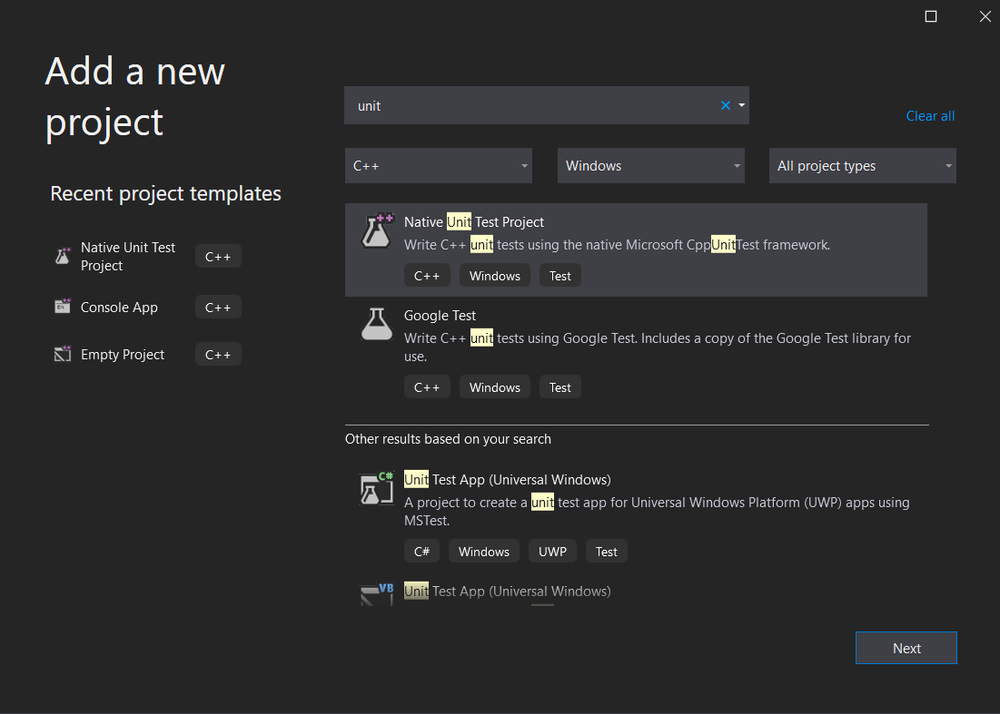 Add a new
project
Recent project templates
Native Unit Test
Project
C++
Console App
C++
Empty Project
C++
unit
Clear all
C++
Windows
All project types
Native Unit Test Project
Write C++ unit tests using the native Microsoft CppUnitTest framework.
C++ Windows Test
Google Test
Write C++ unit tests using Google Test. Includes a copy of the Google Test library for
use.
C++ Windows Test
Other results based on your search
C#
Unit Test App (Universal Windows)
A project to create a unit test app for Universal Windows Platform (UWP) apps using
MSTest.
C# Windows UWP Test
VB
Unit Test App (Universal Windows)
Next